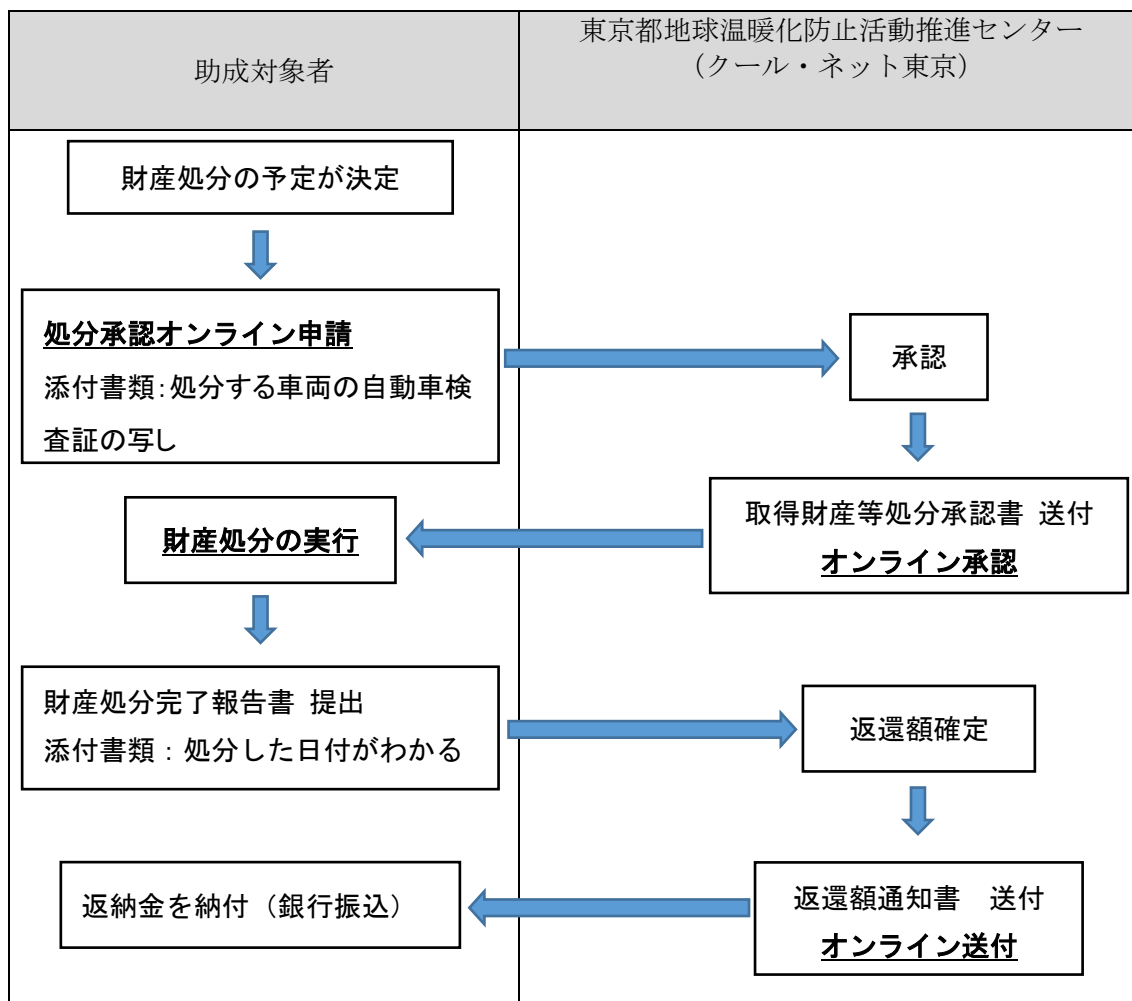 助成対象者
東京都地球温暖化防止活動推進センター
（クール・ネット東京）
財産処分の予定が決定
処分承認オンライン申請
添付書類：処分する車両の自動車検
査証の写し
承認
取得財産等処分承認書 送付
オンライン承認
財産処分の実行
財産処分完了報告書 提出
添付書類：処分した日付がわかる
返還額確定
返還額通知書　送付
オンライン送付
返納金を納付（銀行振込）